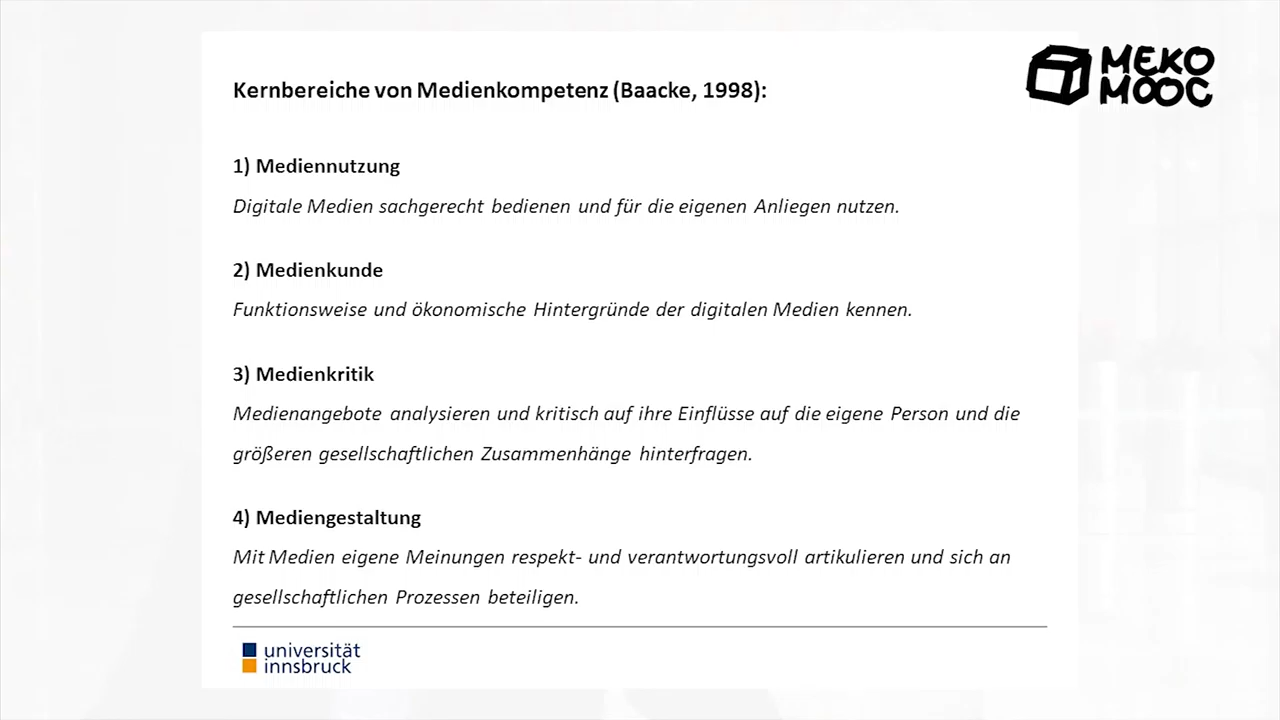 MEKO
MOOC
Kernbereiche von Medienkompetenz (Baacke, 1998):
1) Mediennutzung
Digitale Medien sachgerecht bedienen und für die eigenen Anliegen nutzen.
2) Medienkunde
Funktionsweise und ökonomische Hintergründe der digitalen Medien kennen.
3) Medienkritik
Medienangebote analysieren und kritisch auf ihre Einflüsse auf die eigene Person und die
größeren gesellschaftlichen Zusammenhänge hinterfragen.
4) Mediengestaltung
Mit Medien eigene Meinungen respekt- und verantwortungsvoll artikulieren und sich an
gesellschaftlichen Prozessen beteiligen.
universität
innsbruck